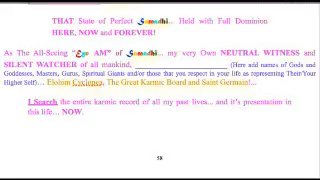 THAT State of Perfect Samadhi... Held with Full Dominion
HERE, NOW and FOREVER!
As The All-Seeing "Ego AM" of Samadhi... my very Own NEUTRAL WITNESS and
SILENT WATCHER of all mankind, ____________________ (Here add names of Gods and
Goddesses, Masters, Gurus, Spiritual Giants and/or those that you respect in your life as representing Their/Your
Higher Self)… Elohim Cyclopea, The Great Karmic Board and Saint Germain!...
I Search the entire karmic record of all my past lives... and it's presentation in
this life… NOW.
58